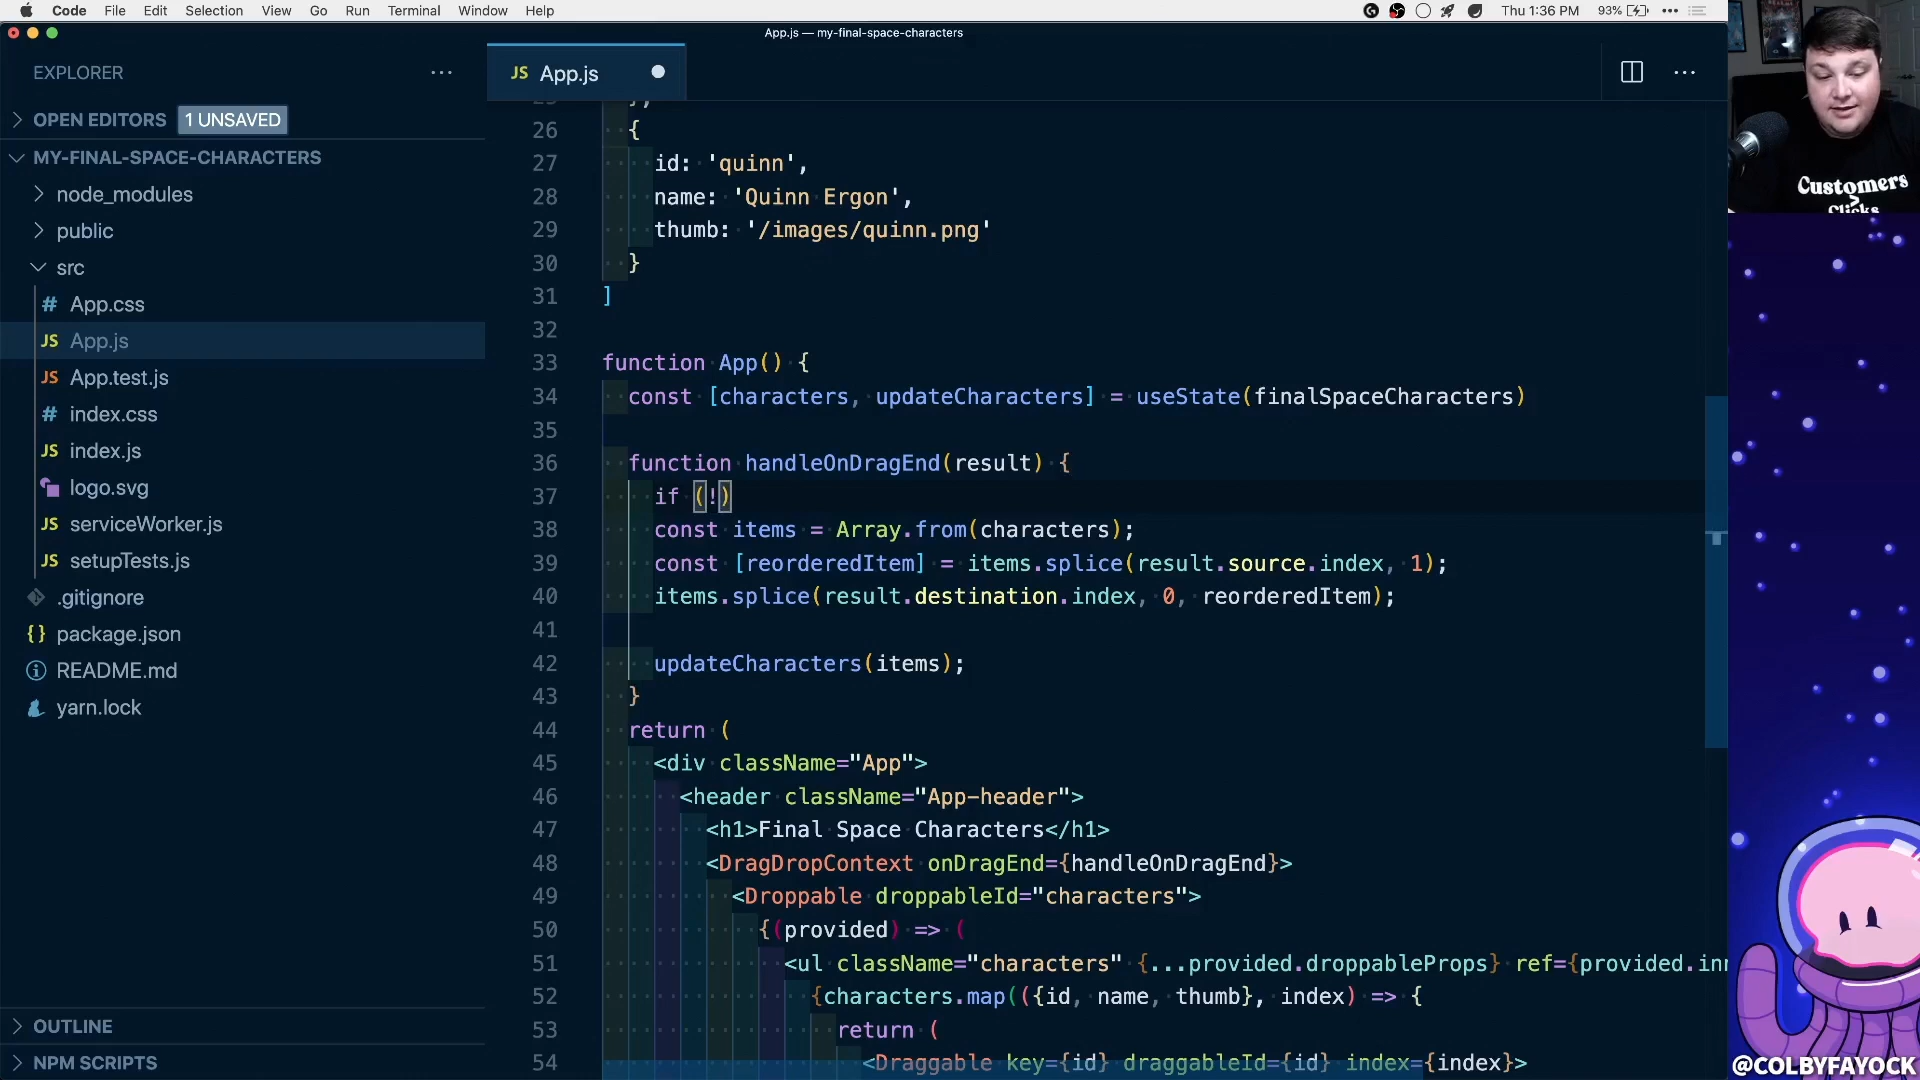 Code File Edit Selection View Go Run Terminal Window Help
Thu 1:36 PM 93%
App.js — my-final-space-characters
EXPLORER
OPEN EDITORS 1 UNSAVED
MY-FINAL-SPACE-CHARACTERS
node_modules
public
src
# App.css
JS App.js
JS App.test.js
# index.css
JS index.js
logo.svg
JS serviceWorker.js
JS setupTests.js
.gitignore
{} package.json
README.md
yarn.lock
OUTLINE
NPM SCRIPTS
JS App.js
26 {
27 id: 'quinn',
28 name: 'Quinn Ergon',
29 thumb: '/images/quinn.png'
30 }
31 ]
32
33 function App() {
34 const [characters, updateCharacters] = useState(finalSpaceCharacters)
35
36 function handleOnDragEnd(result) {
37 if (!)
38 const items = Array.from(characters);
39 const [reorderedItem] = items.splice(result.source.index, 1);
40 items.splice(result.destination.index, 0, reorderedItem);
41
42 updateCharacters(items);
43 }
44 return (
45 <div className="App">
46 <header className="App-header">
47 <h1>Final Space Characters</h1>
48 <DragDropContext onDragEnd={handleOnDragEnd}>
49 <Droppable droppableId="characters">
50 {(provided) => (
51 <ul className="characters" {...provided.droppableProps} ref={provided.inn
52 {characters.map(({id, name, thumb}, index) => {
53 return (
54 <Draggable key={id} draggableId={id} index={index}>
Customers
>
Clicks
@COLBYFAYOCK